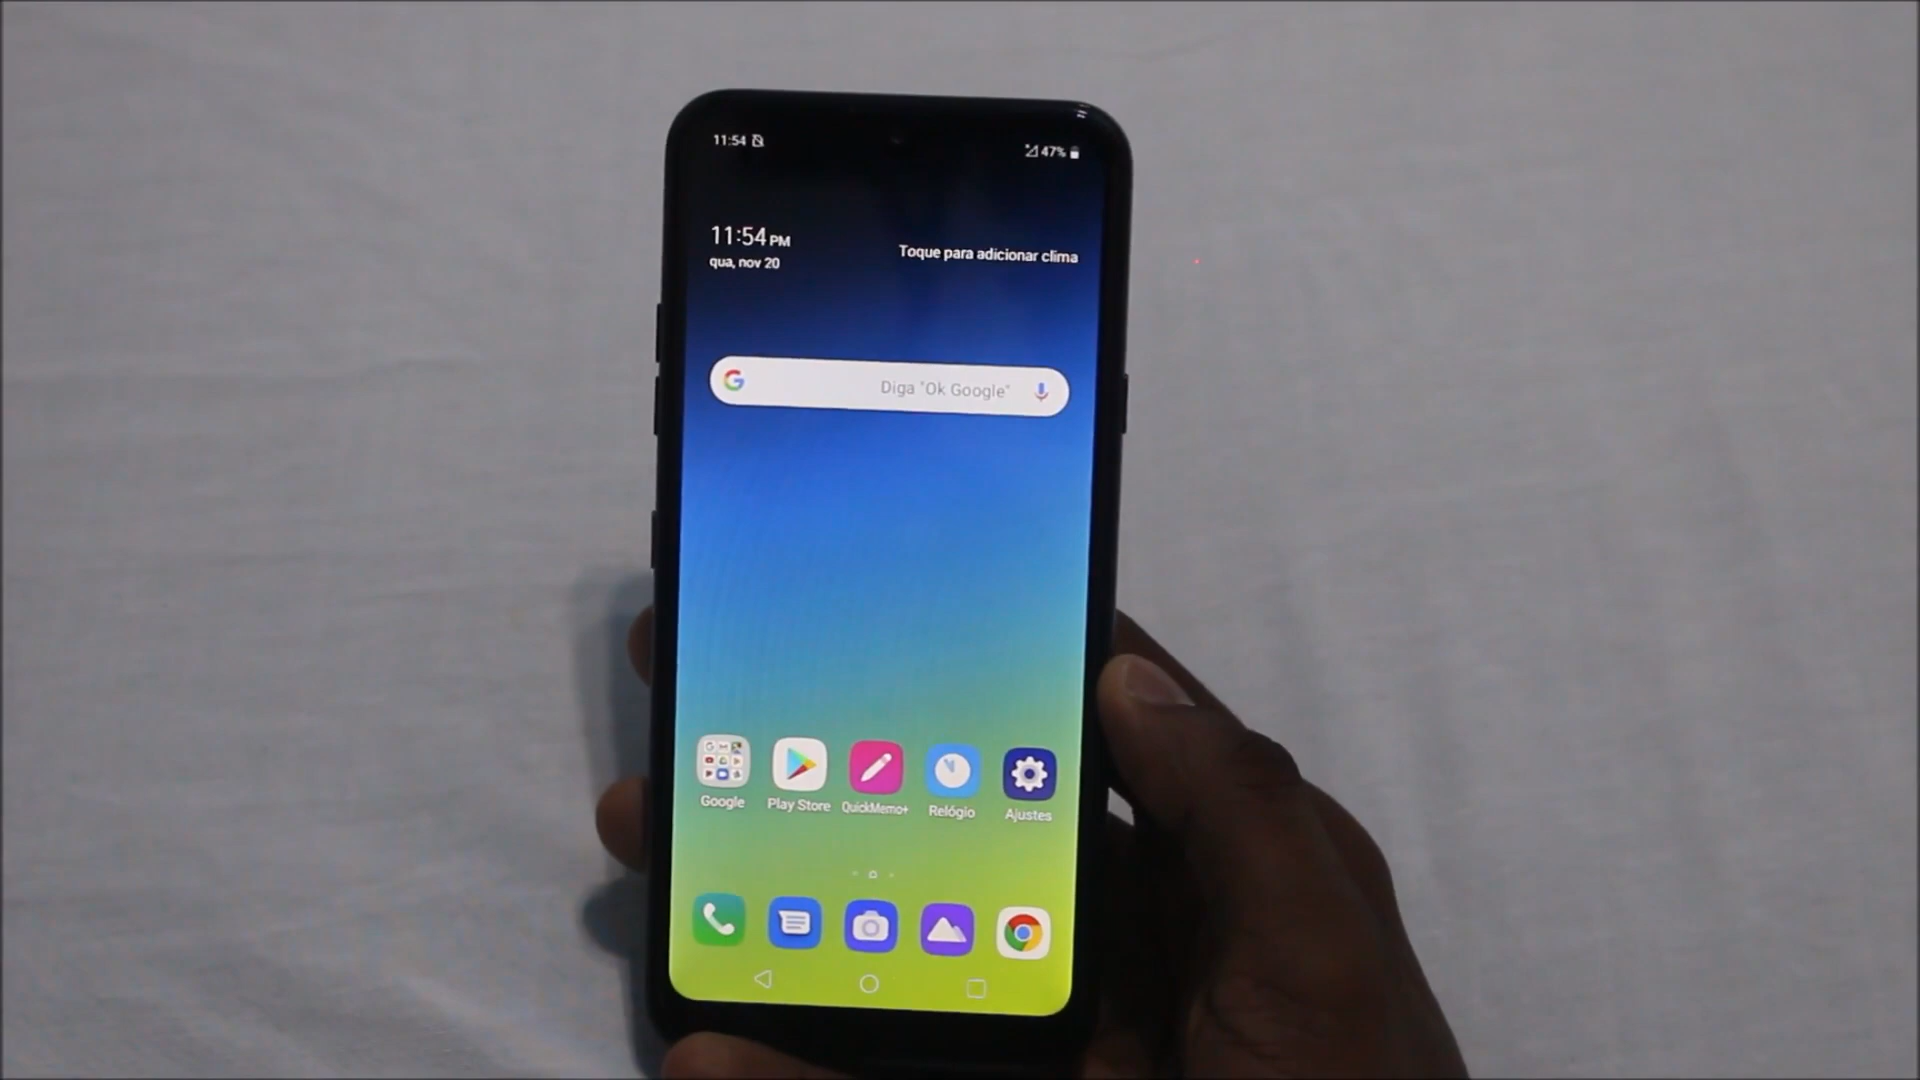 11:54
47%
11:54 PM
qua, nov 20
Toque para adicionar clima
Diga "Ok Google"
Google
Play Store
QuickMemo+
Relógio
Ajustes